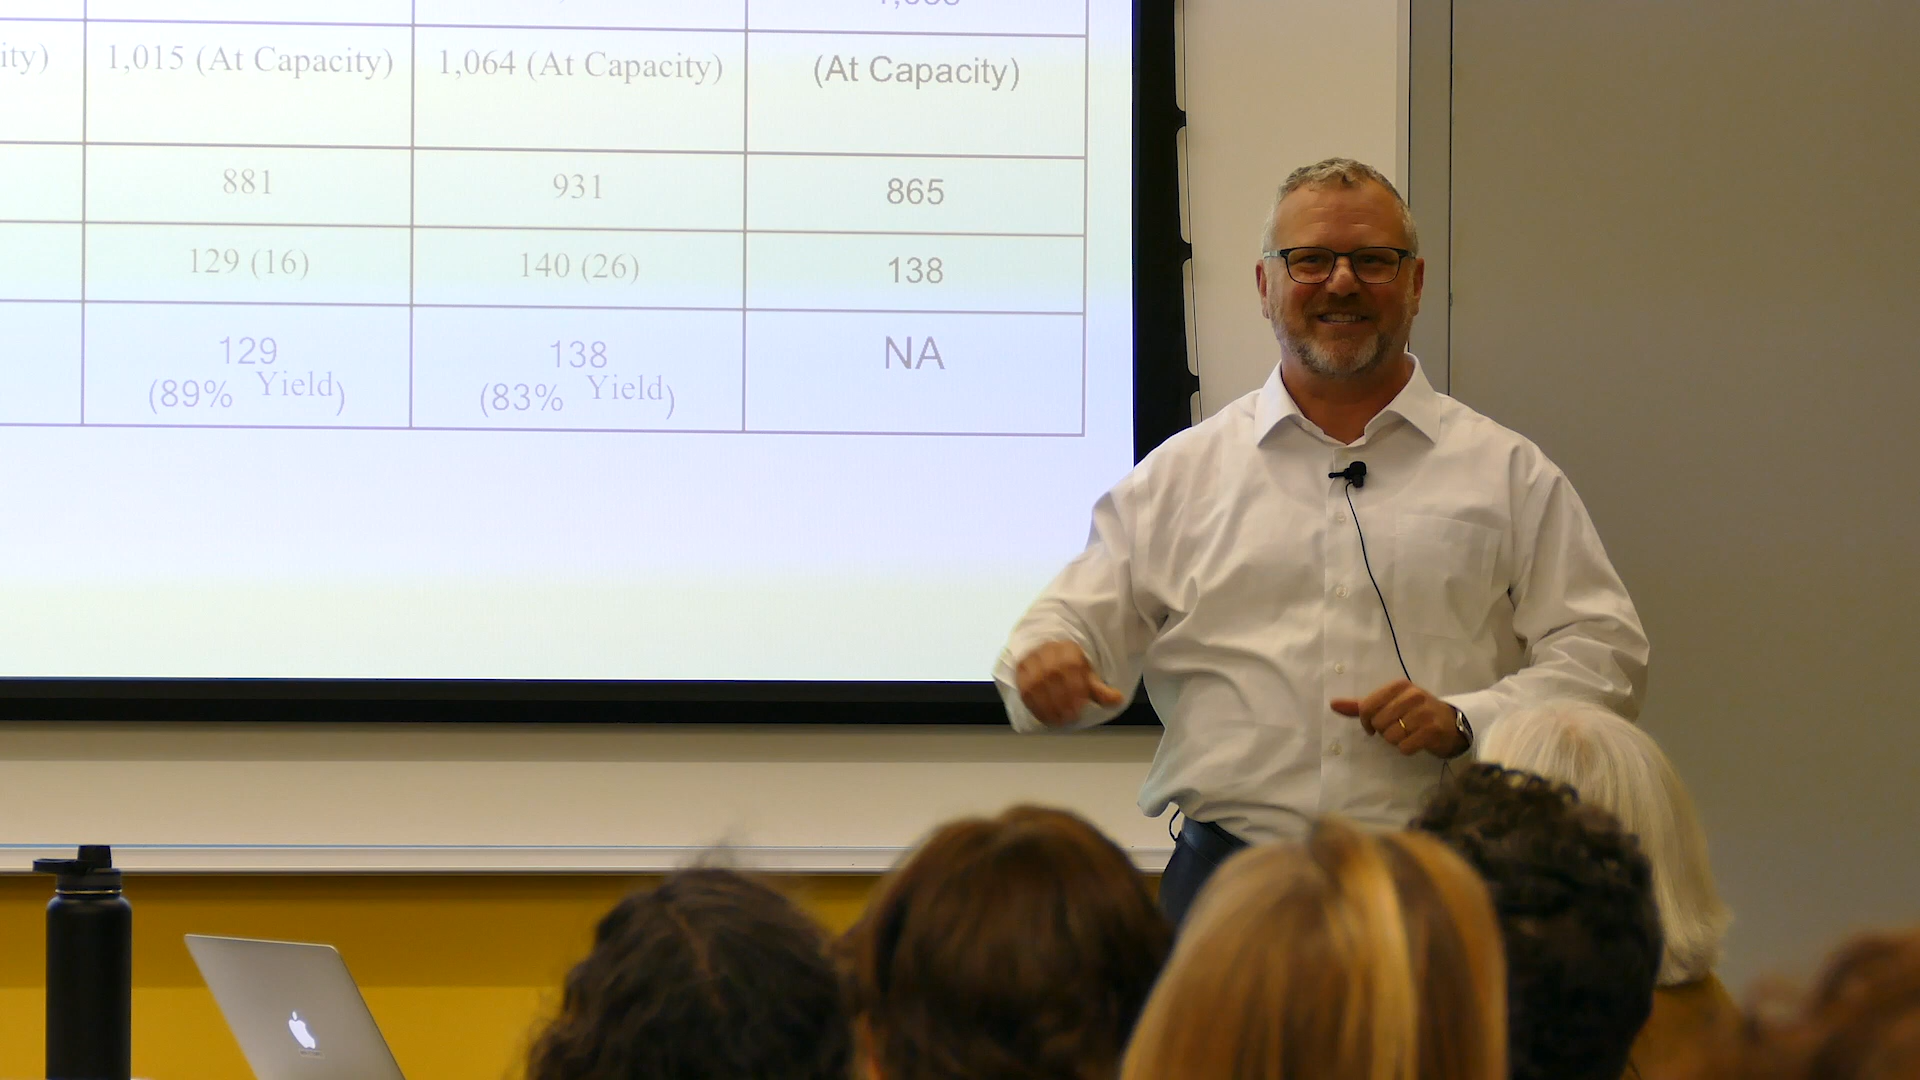 ity) 1,015 (At Capacity) 1,064 (At Capacity) (At Capacity)
881 931 865
129 (16) 140 (26) 138
129 138 NA
(89% Yield) (83% Yield)